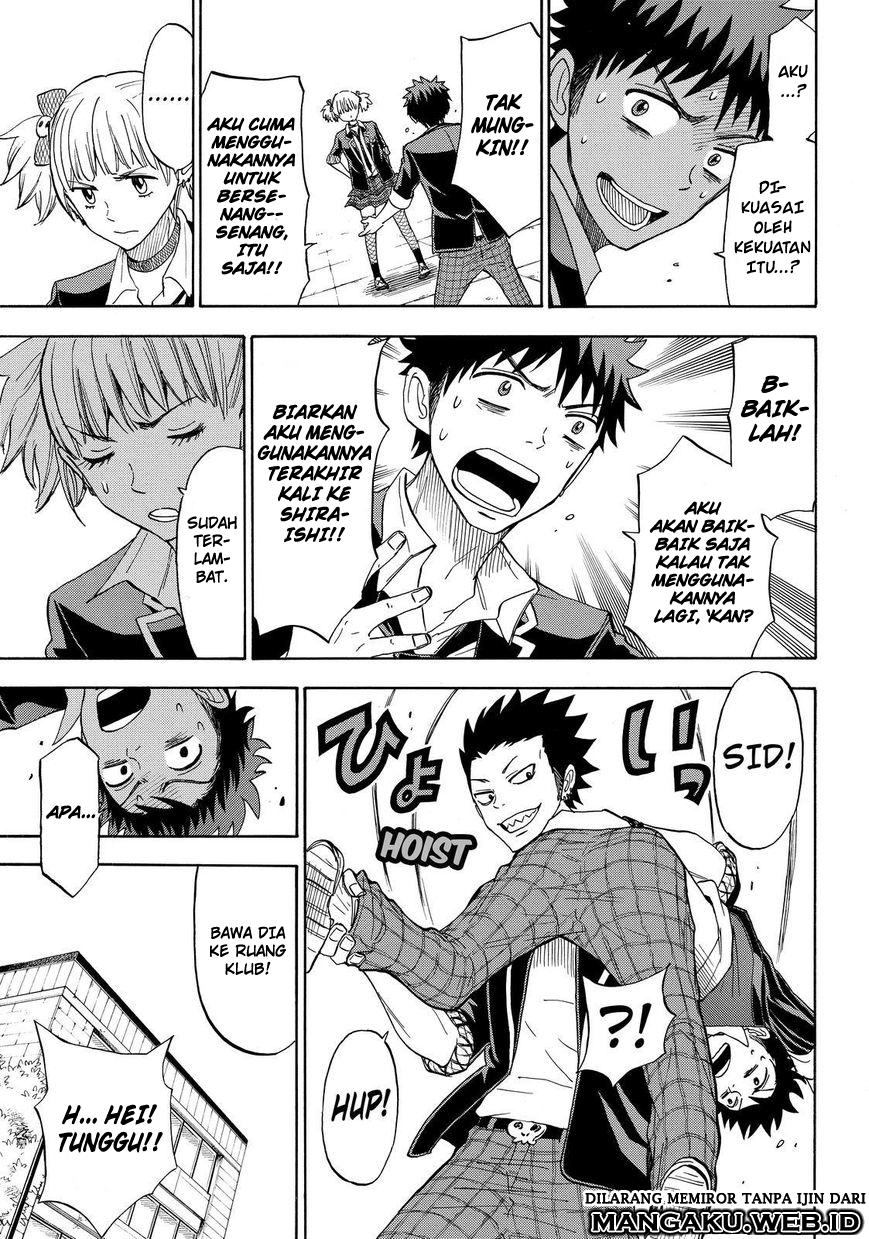 AKU
...?
DI-
KUASAI
OLEH
KEKUATAN
ITU...?
TAK
MUNG-
KIN!!
AKU CUMA
MENGGU-
NAKANNYA
UNTUK
BERSE-
NANG--
SENANG,
ITU
SAJA!!
......
B-
BAIK-
LAH!
AKU
AKAN BAIK-
BAIK SAJA
KALAU TAK
MENGGUNA-
KANNYA
LAGI, 'KAN?
BIARKAN
AKU MENG-
GUNAKANNYA
TERAKHIR
KALI KE
SHIRA-
ISHI!!
SUDAH
TER-
LAM-
BAT.
SID!
ひょいっ
HOIST
?!
HUP!
APA...
BAWA DIA
KE RUANG
KLUB!
H... HEI!
TUNGGU!!
DILARANG MEMIROR TANPA IJIN DARI
MANGAKU.WEB.ID